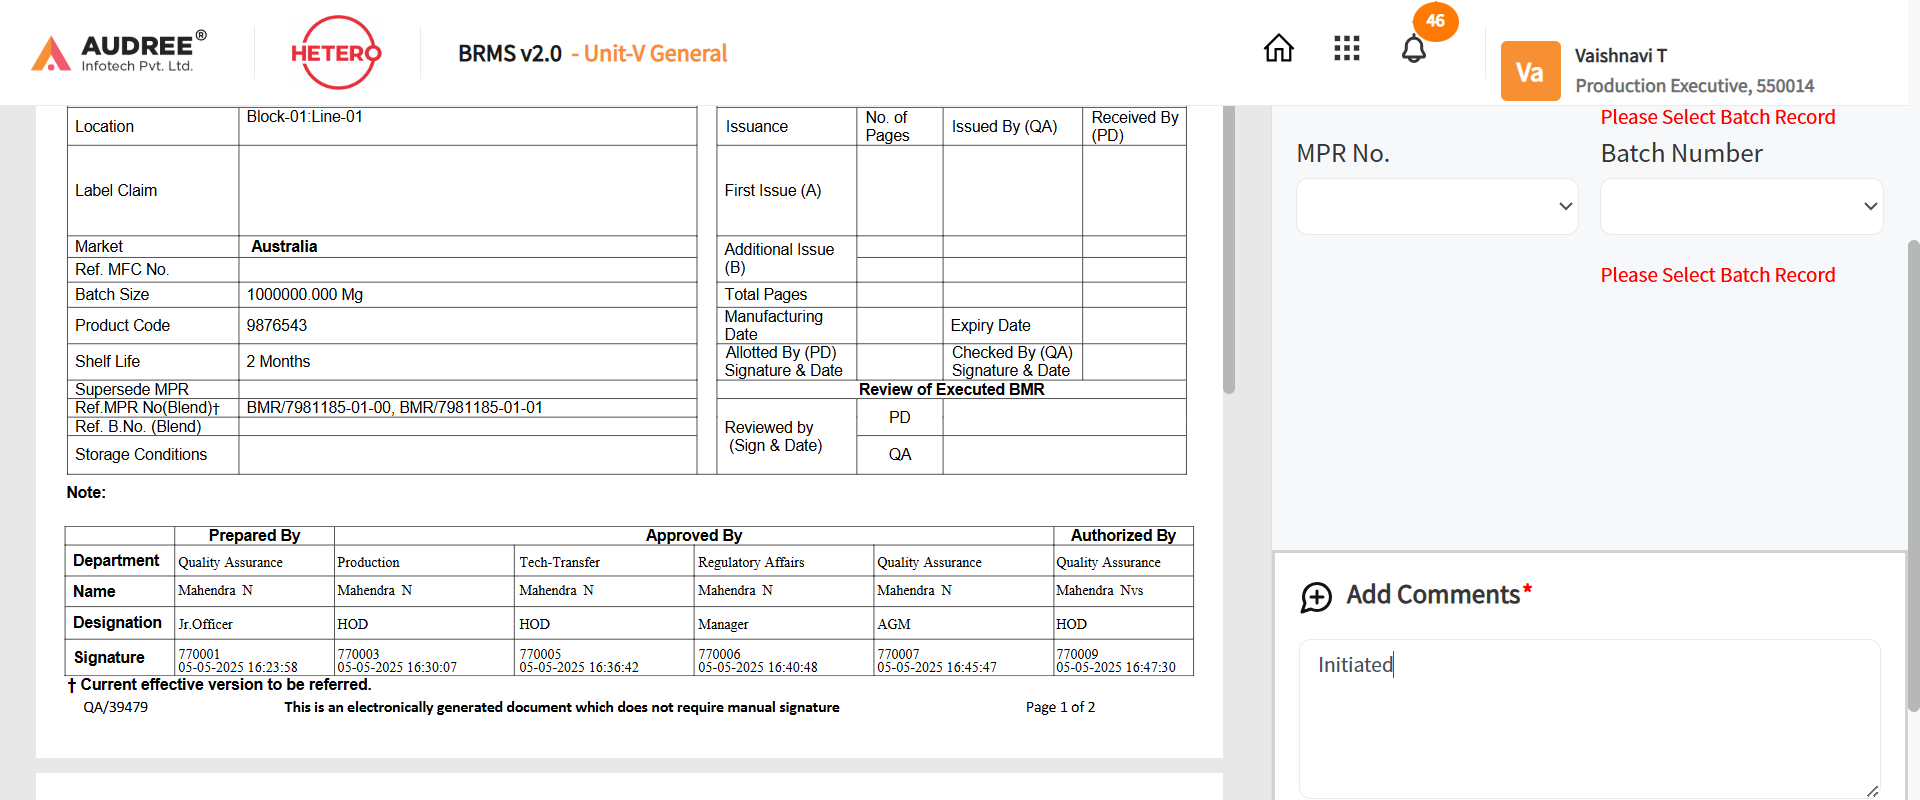 AUDREE®
Infotech Pvt. Ltd.
HETERO
BRMS v2.0 - Unit-V General
46
Va
Vaishnavi T
Production Executive, 550014
Location
Block-01:Line-01
Label Claim
Market
Australia
Ref. MFC No.
Batch Size
1000000.000 Mg
Product Code
9876543
Shelf Life
2 Months
Supersede MPR
Ref.MPR No(Blend)†
BMR/7981185-01-00, BMR/7981185-01-01
Ref. B.No. (Blend)
Storage Conditions
Issuance
No. of
Pages
Issued By (QA)
Received By
(PD)
First Issue (A)
Additional Issue
(B)
Total Pages
Manufacturing
Date
Expiry Date
Allotted By (PD)
Signature & Date
Checked By (QA)
Signature & Date
Review of Executed BMR
Reviewed by
(Sign & Date)
PD
QA
Note:
Prepared By
Approved By
Authorized By
Department
Quality Assurance
Production
Tech-Transfer
Regulatory Affairs
Quality Assurance
Quality Assurance
Name
Mahendra N
Mahendra N
Mahendra N
Mahendra N
Mahendra N
Mahendra Nvs
Designation
Jr.Officer
HOD
HOD
Manager
AGM
HOD
Signature
770001
05-05-2025 16:23:58
770003
05-05-2025 16:30:07
770005
05-05-2025 16:36:42
770006
05-05-2025 16:40:48
770007
05-05-2025 16:45:47
770009
05-05-2025 16:47:30
† Current effective version to be referred.
QA/39479
This is an electronically generated document which does not require manual signature
Page 1 of 2
Please Select Batch Record
MPR No.
Batch Number
Please Select Batch Record
Add Comments*
Initiated